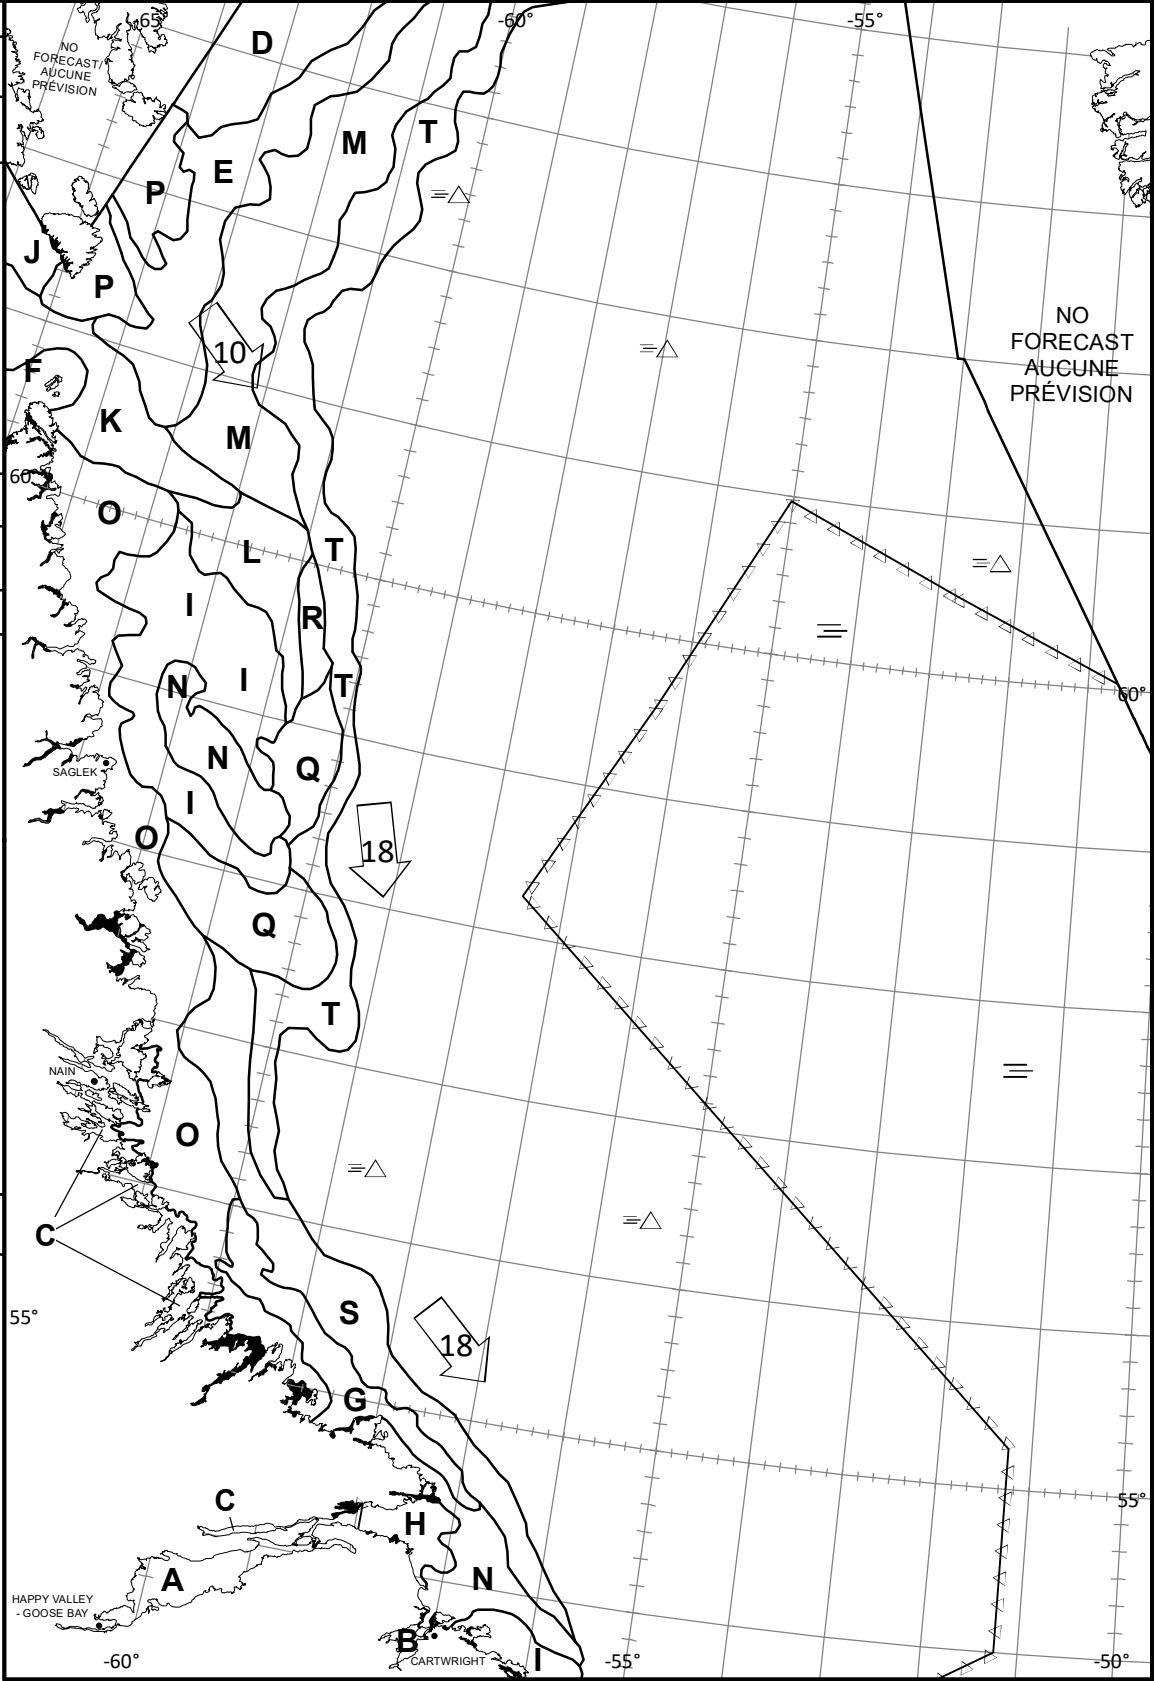 65°
-60°
-55°
D
NO
FORECAST/
AUCUNE
PRÉVISION
M
T
E
P
J
P
NO
FORECAST
AUCUNE
PRÉVISION
10
F
K
M
60°
O
L
T
I
R
N
I
T
60°
N
Q
SAGLEK
I
O
18
Q
T
NAIN
O
C
55°
S
18
G
C
55°
H
A
N
HAPPY VALLEY
- GOOSE BAY
B
CARTWRIGHT
I
-60°
-55°
-50°